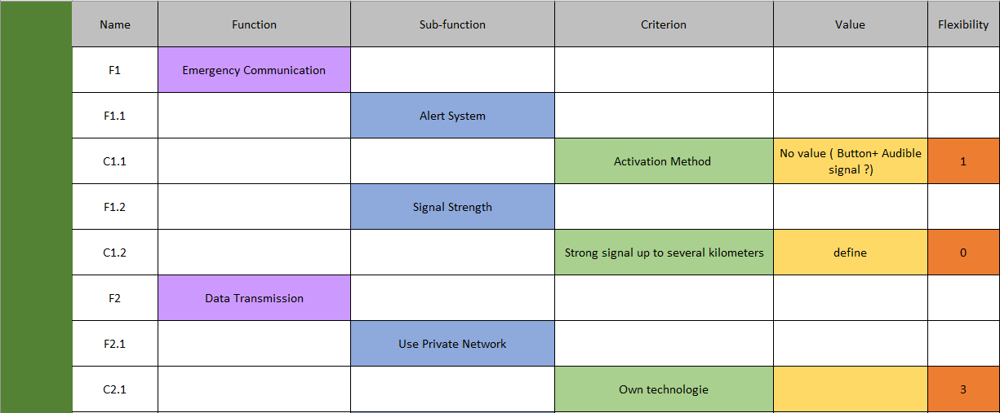 Name Function Sub-function Criterion Value Flexibility
F1 Emergency Communication
F1.1 Alert System
C1.1 Activation Method No value ( Button+ Audible signal ?) 1
F1.2 Signal Strength
C1.2 Strong signal up to several kilometers define 0
F2 Data Transmission
F2.1 Use Private Network
C2.1 Own technologie 3